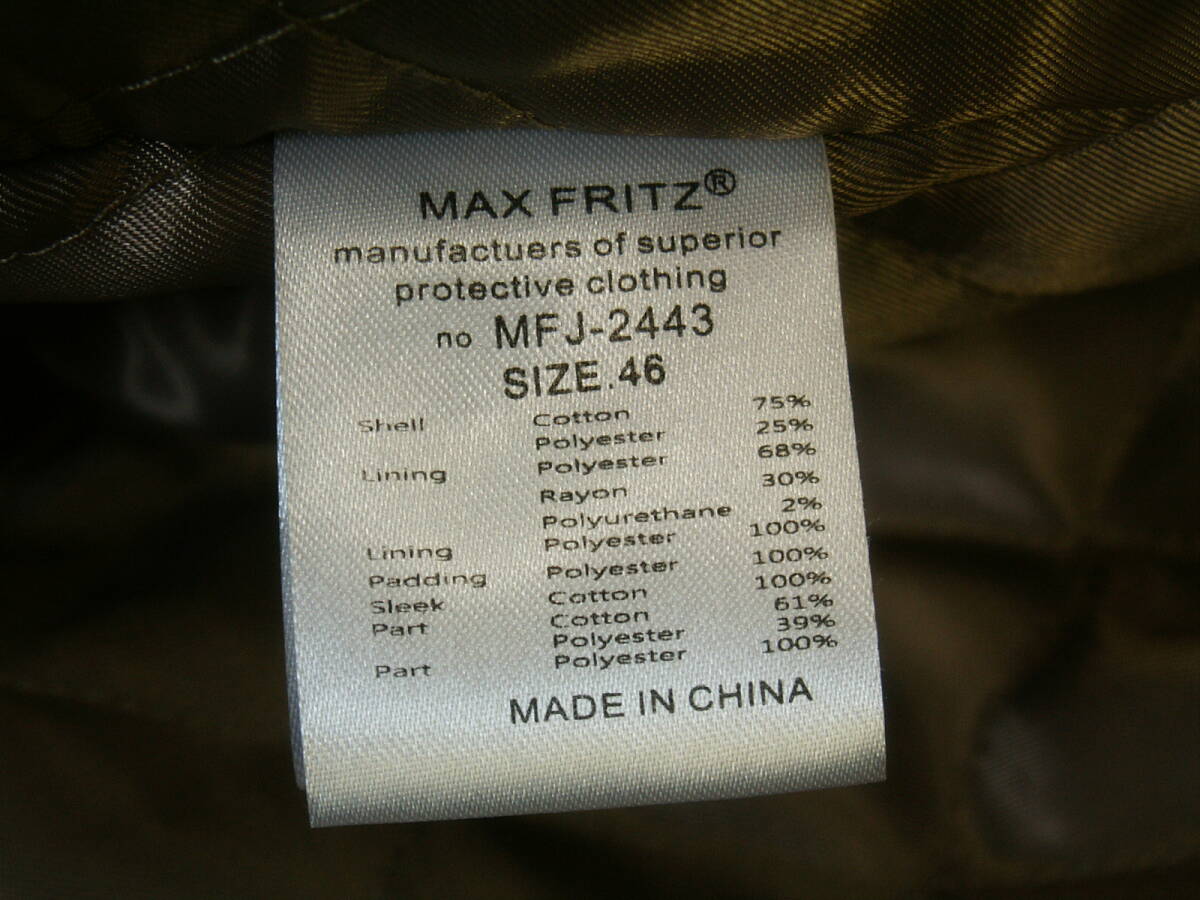 MAX FRITZ®
manufactuers of superior
protective clothing
no MFJ-2443
SIZE.46
Shell Cotton 75%
Polyester 25%
Lining Polyester 68%
Rayon 30%
Polyurethane 2%
Lining Polyester 100%
Padding Polyester 100%
Sleek Cotton 100%
Part Cotton 61%
Polyester 39%
Part Polyester 100%
MADE IN CHINA